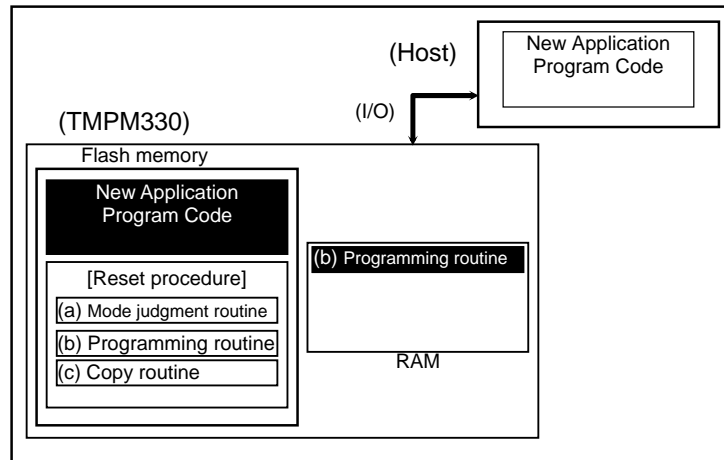 (Host)
New Application
Program Code
(I/O)
(TMPM330)
Flash memory
New Application
Program Code
[Reset procedure]
(a) Mode judgment routine
(b) Programming routine
(c) Copy routine
(b) Programming routine
RAM